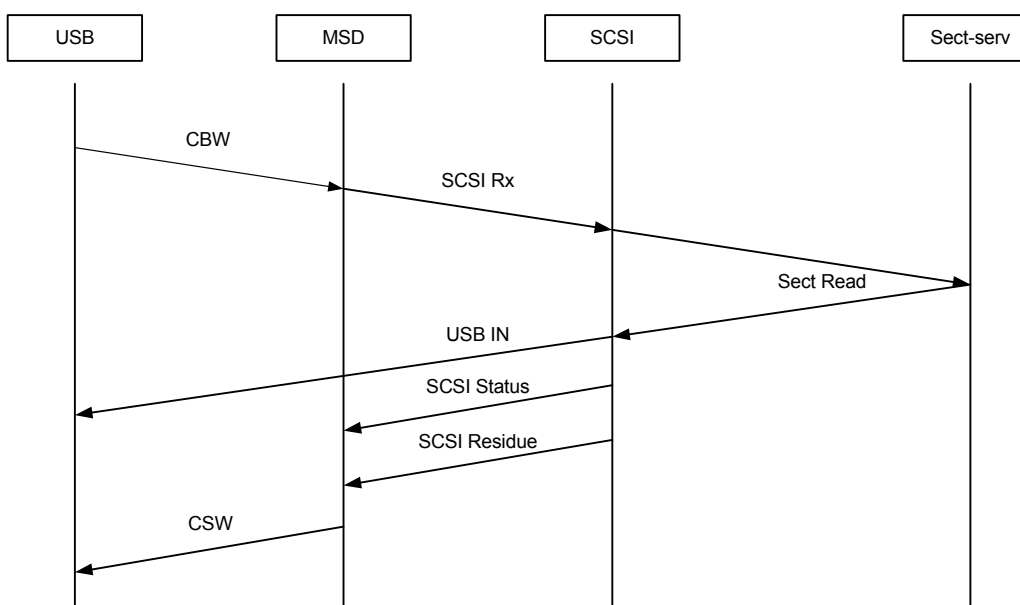 USB
MSD
SCSI
Sect-serv
CBW
SCSI Rx
Sect Read
USB IN
SCSI Status
SCSI Residue
CSW